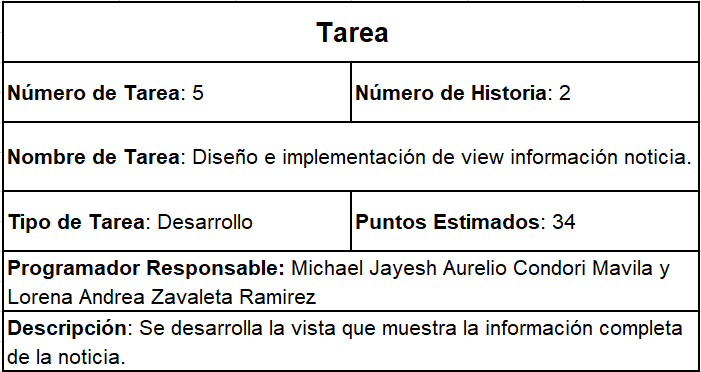 Tarea
Número de Tarea: 5
Número de Historia: 2
Nombre de Tarea: Diseño e implementación de view información noticia.
Tipo de Tarea: Desarrollo
Puntos Estimados: 34
Programador Responsable: Michael Jayesh Aurelio Condori Mavila y
Lorena Andrea Zavaleta Ramirez
Descripción: Se desarrolla la vista que muestra la información completa
de la noticia.